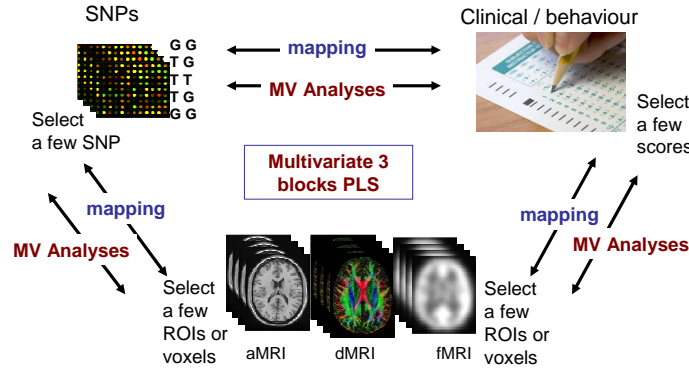 SNPs
Clinical / behaviour
G G
T G
T T
T G
G G
mapping
MV Analyses
Select
a few SNP
Select
a few
scores
Multivariate 3
blocks PLS
mapping
MV Analyses
mapping
MV Analyses
Select
a few
ROIs or
voxels
aMRI
dMRI
fMRI
Select
a few
ROIs or
voxels